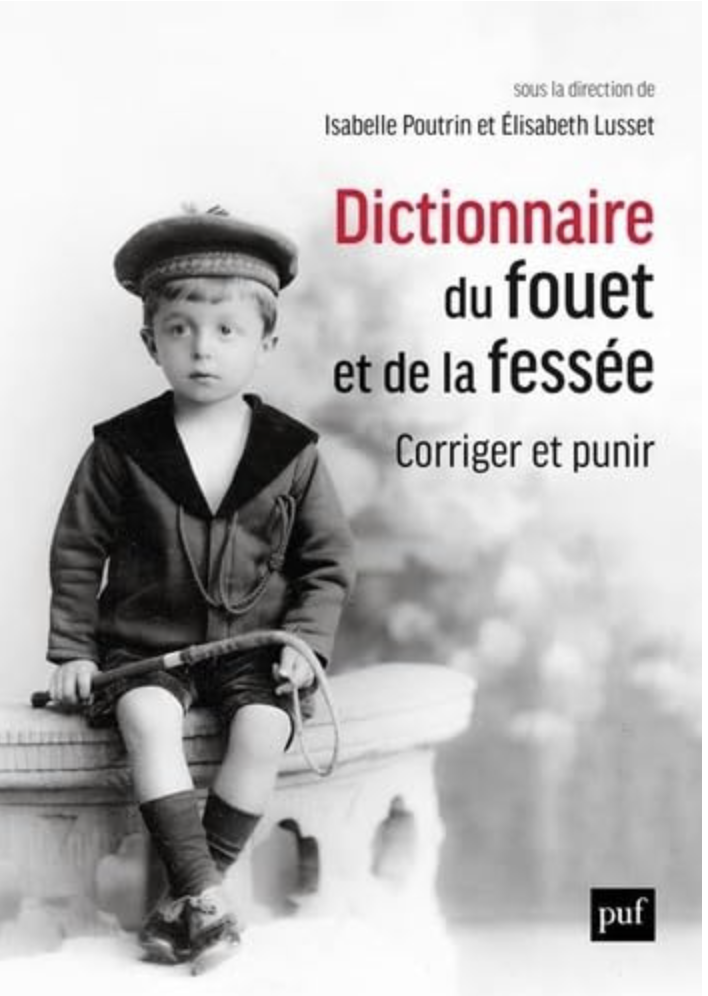 sous la direction de
Isabelle Poutrin et Élisabeth Lusset
Dictionnaire
du fouet
et de la fessée
Corriger et punir
puf